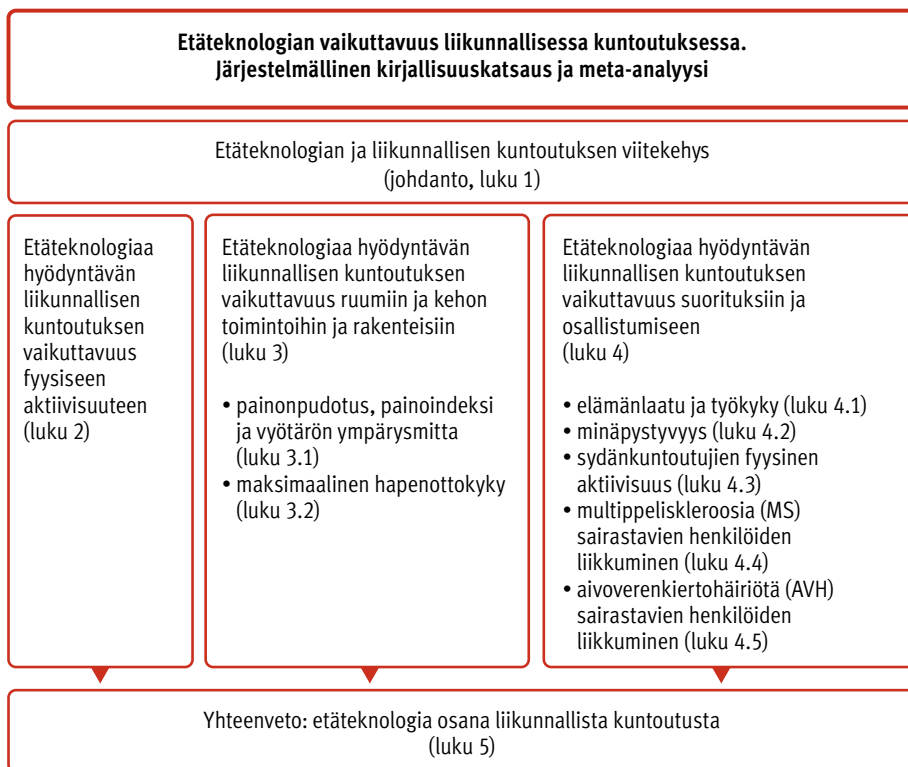 Etäteknologian vaikuttavuus liikunnallisessa kuntoutuksessa.
Järjestelmällinen kirjallisuuskatsaus ja meta-analyysi
Etäteknologian ja liikunnallisen kuntoutuksen viitekehys
(johdanto, luku 1)
Etäteknologiaa
hyödyntävän
liikunnallisen
kuntoutuksen
vaikuttavuus
fyysiseen
aktiivisuuteen
(luku 2)
Etäteknologiaa hyödyntävän
liikunnallisen kuntoutuksen
vaikuttavuus ruumiin ja kehon
toimintoihin ja rakenteisiin
(luku 3)
• painonpudotus, painoindeksi
ja vyötärön ympärysmitta
(luku 3.1)
• maksimaalinen hapenottokyky
(luku 3.2)
Etäteknologiaa hyödyntävän
liikunnallisen kuntoutuksen
vaikuttavuus suorituksiin ja
osallistumiseen
(luku 4)
• elämänlaatu ja työkyky (luku 4.1)
• minäpystyvyys (luku 4.2)
• sydänkuntoutujien fyysinen
aktiivisuus (luku 4.3)
• multippeliskleroosia (MS)
sairastavien henkilöiden
liikkuminen (luku 4.4)
• aivoverenkiertohäiriötä (AVH)
sairastavien henkilöiden
liikkuminen (luku 4.5)
Yhteenveto: etäteknologia osana liikunnallista kuntoutusta
(luku 5)